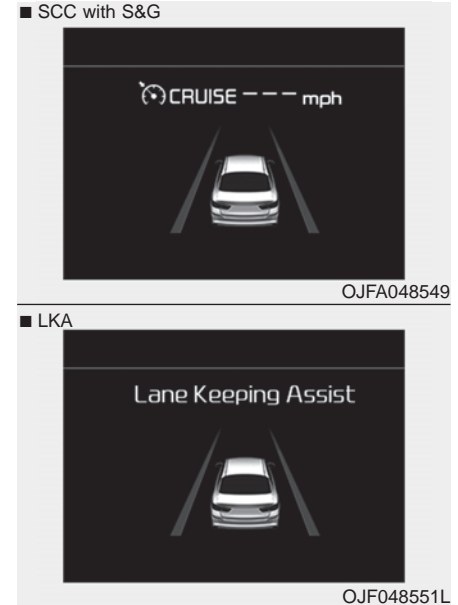 ■ SCC with S&G
CRUISE --- mph
OJFA048549
■ LKA
Lane Keeping Assist
OJF048551L